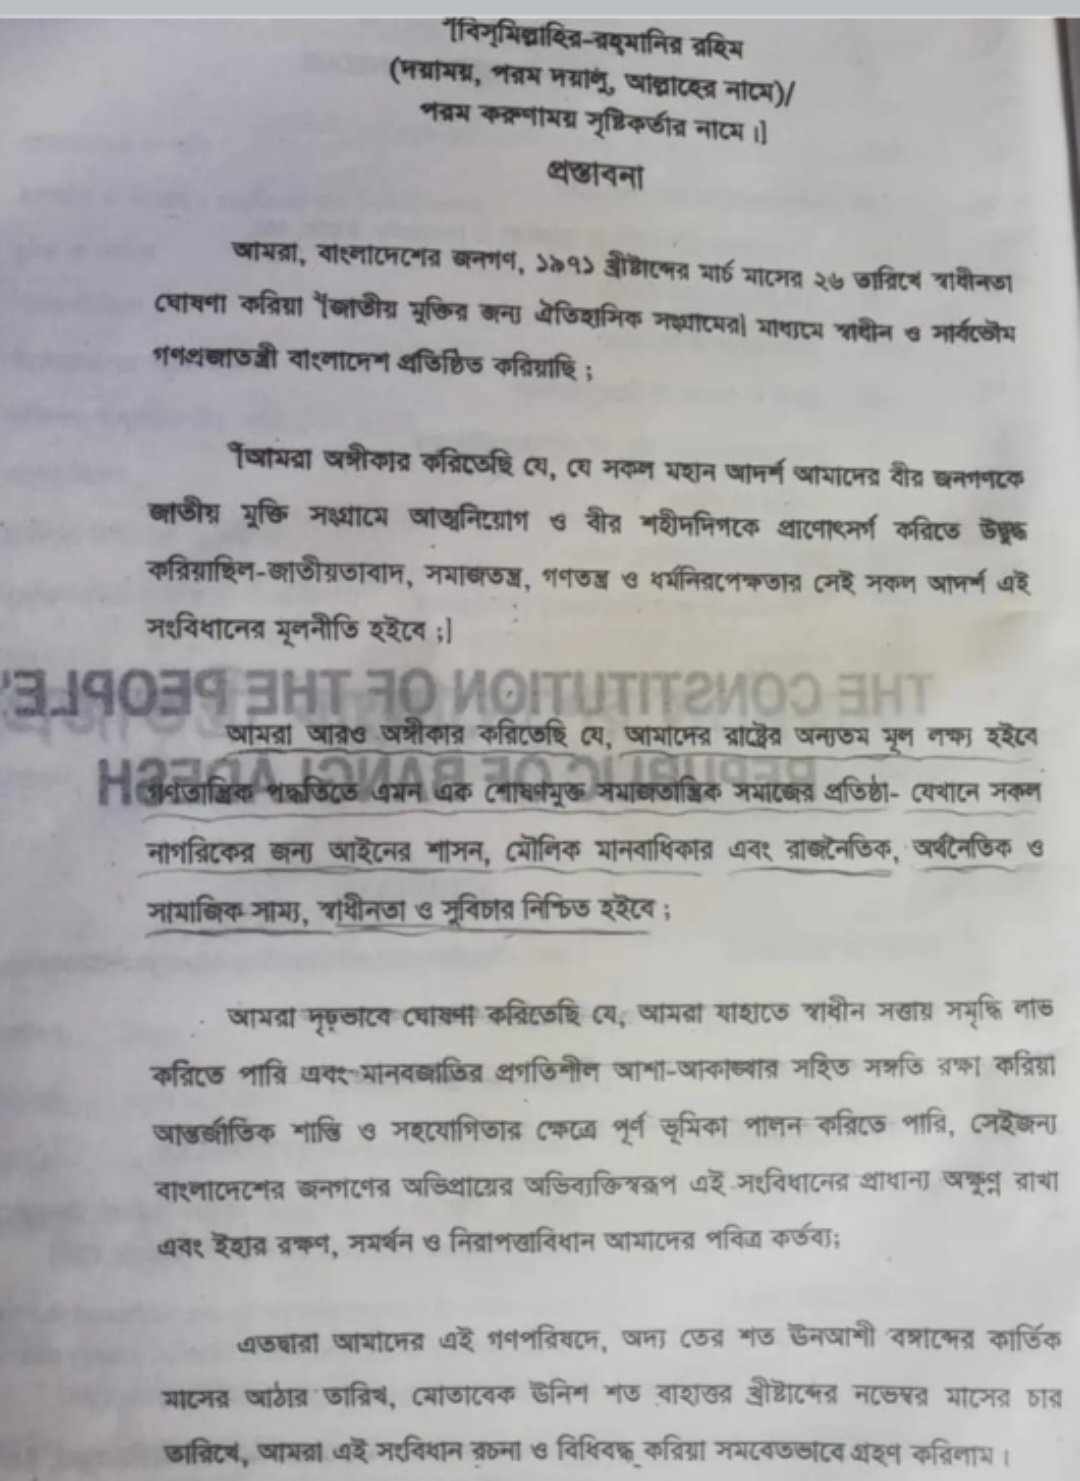 [বিস্‌মিল্লাহির-রহ্‌মানির রহিম
(দয়াময়, পরম দয়ালু, আল্লাহের নামে)/
পরম করুণাময় সৃষ্টিকর্তার নামে।]
প্রস্তাবনা
আমরা, বাংলাদেশের জনগণ, ১৯৭১ খ্রীষ্টাব্দের মার্চ মাসের ২৬ তারিখে স্বাধীনতা
ঘোষণা করিয়া [জাতীয় মুক্তির জন্য ঐতিহাসিক সংগ্রামের] মাধ্যমে স্বাধীন ও সার্বভৌম
গণপ্রজাতন্ত্রী বাংলাদেশ প্রতিষ্ঠিত করিয়াছি ;
[আমরা অঙ্গীকার করিতেছি যে, যে সকল মহান আদর্শ আমাদের বীর জনগণকে
জাতীয় মুক্তি সংগ্রামে আত্মনিয়োগ ও বীর শহীদদিগকে প্রাণোৎসর্গ করিতে উদ্বুদ্ধ
করিয়াছিল-জাতীয়তাবাদ, সমাজতন্ত্র, গণতন্ত্র ও ধর্মনিরপেক্ষতার সেই সকল আদর্শ এই
সংবিধানের মূলনীতি হইবে ;]
THE CONSTITUTION OF THE PEOPLE'S
আমরা আরও অঙ্গীকার করিতেছি যে, আমাদের রাষ্ট্রের অন্যতম মূল লক্ষ্য হইবে
REPUBLIC OF BANGLADESH
গণতান্ত্রিক পদ্ধতিতে এমন এক শোষণমুক্ত সমাজতান্ত্রিক সমাজের প্রতিষ্ঠা- যেখানে সকল
নাগরিকের জন্য আইনের শাসন, মৌলিক মানবাধিকার এবং রাজনৈতিক, অর্থনৈতিক ও
সামাজিক সাম্য, স্বাধীনতা ও সুবিচার নিশ্চিত হইবে ;
আমরা দৃঢ়ভাবে ঘোষণা করিতেছি যে, আমরা যাহাতে স্বাধীন সত্তায় সমৃদ্ধি লাভ
করিতে পারি এবং মানবজাতির প্রগতিশীল আশা-আকাঙ্খার সহিত সঙ্গতি রক্ষা করিয়া
আন্তর্জাতিক শান্তি ও সহযোগিতার ক্ষেত্রে পূর্ণ ভূমিকা পালন করিতে পারি, সেইজন্য
বাংলাদেশের জনগণের অভিপ্রায়ের অভিব্যক্তিস্বরূপ এই সংবিধানের প্রাধান্য অক্ষুণ্ণ রাখা
এবং ইহার রক্ষণ, সমর্থন ও নিরাপত্তাবিধান আমাদের পবিত্র কর্তব্য;
এতদ্বারা আমাদের এই গণপরিষদে, অদ্য তের শত ঊনআশী বঙ্গাব্দের কার্তিক
মাসের আঠার তারিখ, মোতাবেক ঊনিশ শত বাহাত্তর খ্রীষ্টাব্দের নভেম্বর মাসের চার
তারিখে, আমরা এই সংবিধান রচনা ও বিধিবদ্ধ করিয়া সমবেতভাবে গ্রহণ করিলাম।